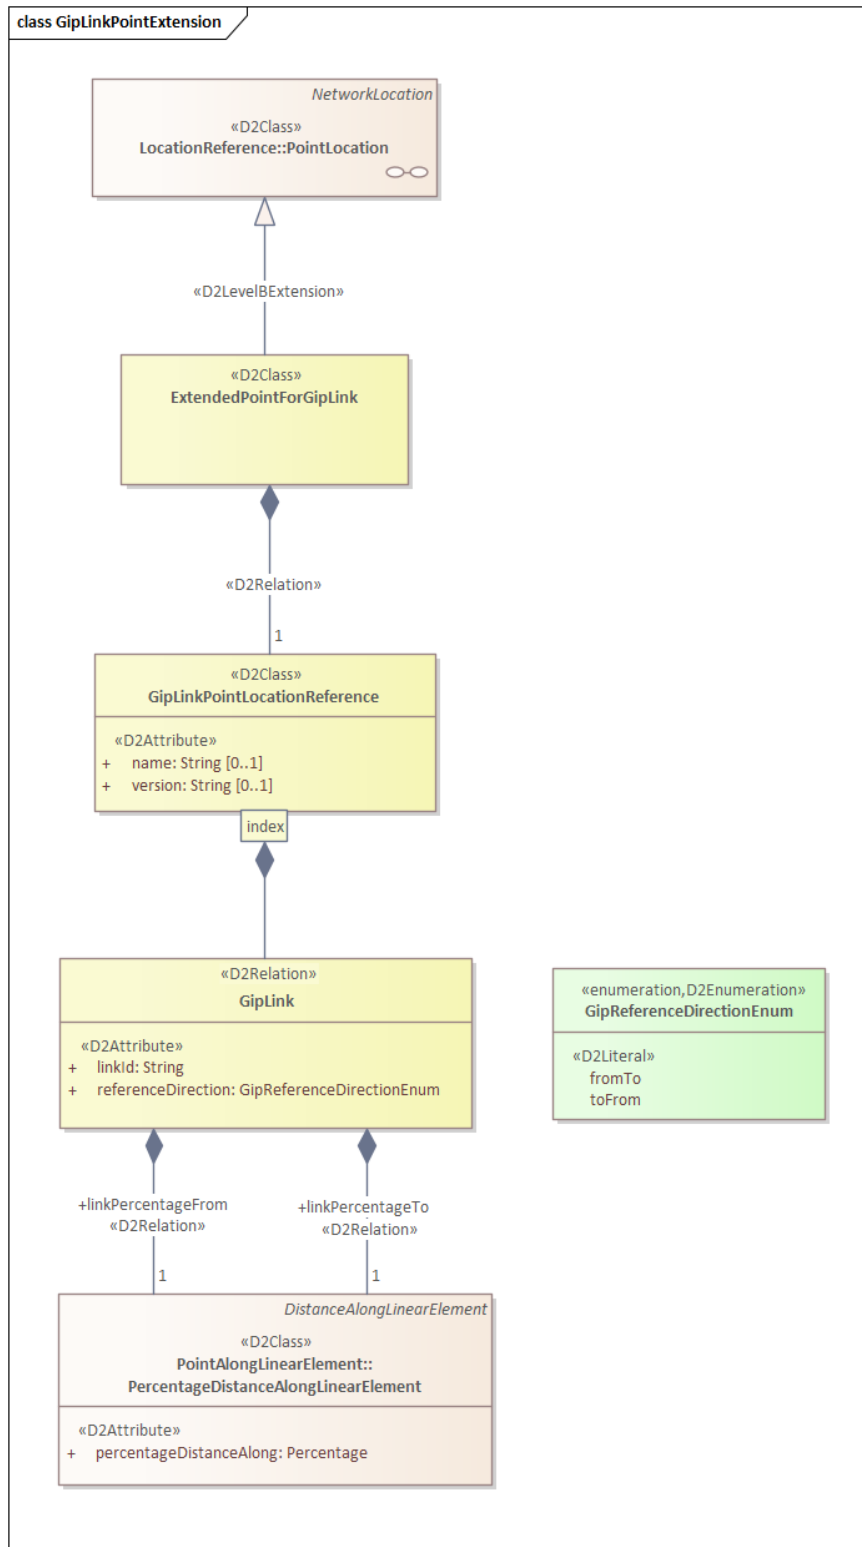 class GipLinkPointExtension
NetworkLocation
«D2Class»
LocationReference::PointLocation
«D2LevelBExtension»
«D2Class»
ExtendedPointForGipLink
«D2Relation»
1
«D2Class»
GipLinkPointLocationReference
«D2Attribute»
+ name: String [0..1]
+ version: String [0..1]
index
«D2Relation»
GipLink
«D2Attribute»
+ linkId: String
+ referenceDirection: GipReferenceDirectionEnum
«enumeration,D2Enumeration»
GipReferenceDirectionEnum
«D2Literal»
fromTo
toFrom
+linkPercentageFrom
«D2Relation»
1
+linkPercentageTo
«D2Relation»
1
DistanceAlongLinearElement
«D2Class»
PointAlongLinearElement::
PercentageDistanceAlongLinearElement
«D2Attribute»
+ percentageDistanceAlong: Percentage